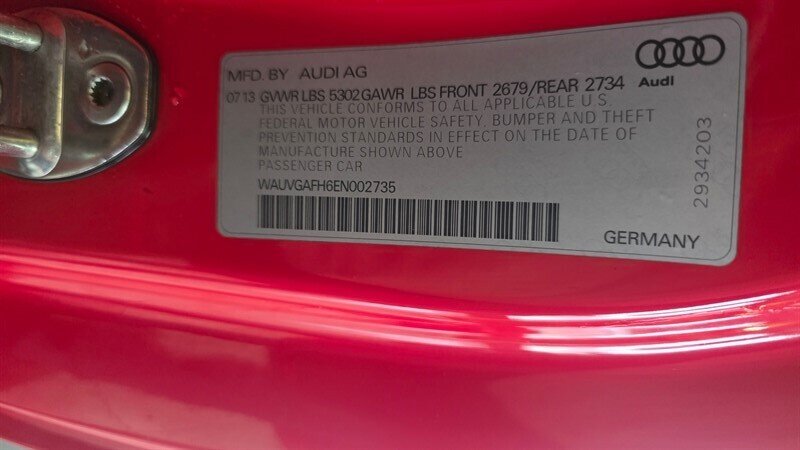 MFD. BY AUDI AG
Audi
07 13 GVWR LBS 5302 GAWR LBS FRONT 2679/REAR 2734
THIS VEHICLE CONFORMS TO ALL APPLICABLE U.S.
FEDERAL MOTOR VEHICLE SAFETY, BUMPER AND THEFT
PREVENTION STANDARDS IN EFFECT ON THE DATE OF
MANUFACTURE SHOWN ABOVE
PASSENGER CAR
WAUVGAFH6EN002735
GERMANY
2934203